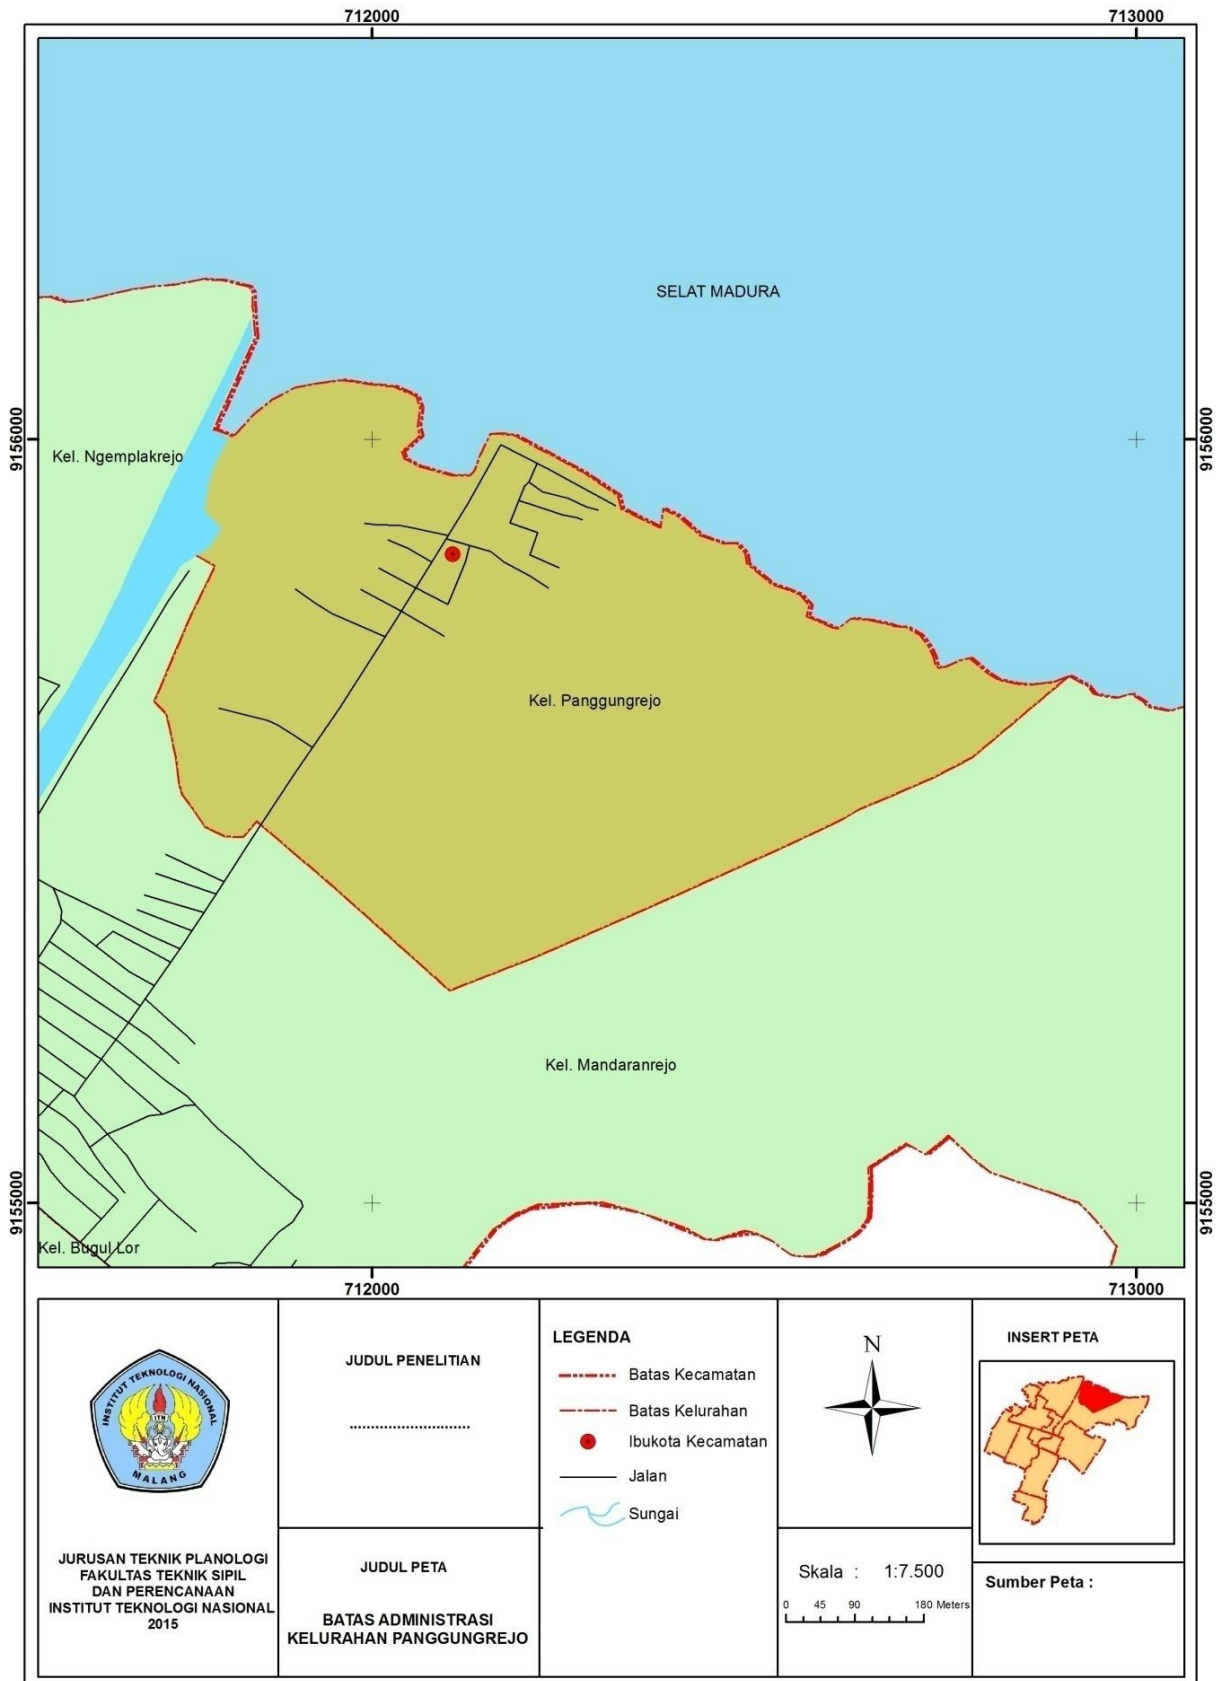 712000
713000
SELAT MADURA
9156000
9156000
Kel. Ngemplakrejo
Kel. Panggungrejo
Kel. Mandaranrejo
9155000
9155000
Kel. Bugul Lor
712000
713000
INSTITUT TEKNOLOGI NASIONAL
ITN
MALANG
JURUSAN TEKNIK PLANOLOGI
FAKULTAS TEKNIK SIPIL
DAN PERENCANAAN
INSTITUT TEKNOLOGI NASIONAL
2015
JUDUL PENELITIAN
............................
JUDUL PETA
BATAS ADMINISTRASI
KELURAHAN PANGGUNGREJO
LEGENDA
Batas Kecamatan
Batas Kelurahan
Ibukota Kecamatan
Jalan
Sungai
N
Skala : 1:7.500
0 45 90 180 Meters
INSERT PETA
Sumber Peta :